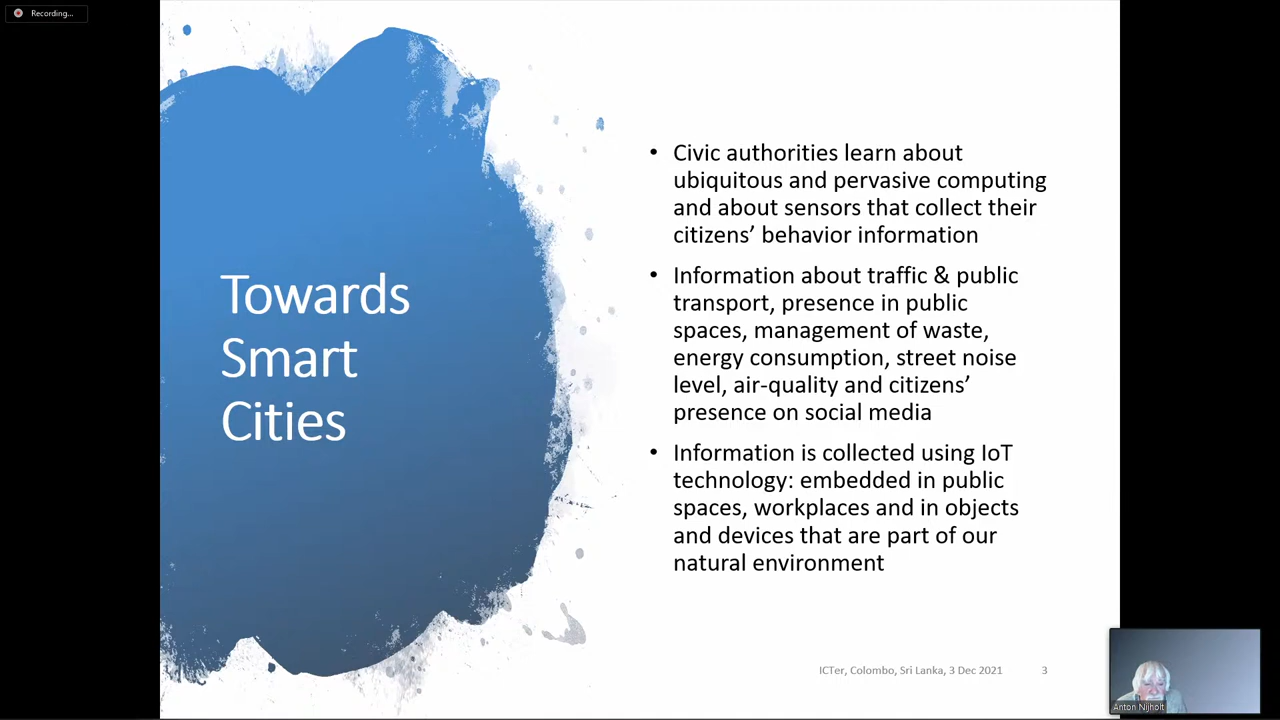 Recording...
Towards
Smart
Cities
• Civic authorities learn about
ubiquitous and pervasive computing
and about sensors that collect their
citizens’ behavior information
• Information about traffic & public
transport, presence in public
spaces, management of waste,
energy consumption, street noise
level, air-quality and citizens’
presence on social media
• Information is collected using IoT
technology: embedded in public
spaces, workplaces and in objects
and devices that are part of our
natural environment
ICTer, Colombo, Sri Lanka, 3 Dec 2021 3
Anton Nijholt